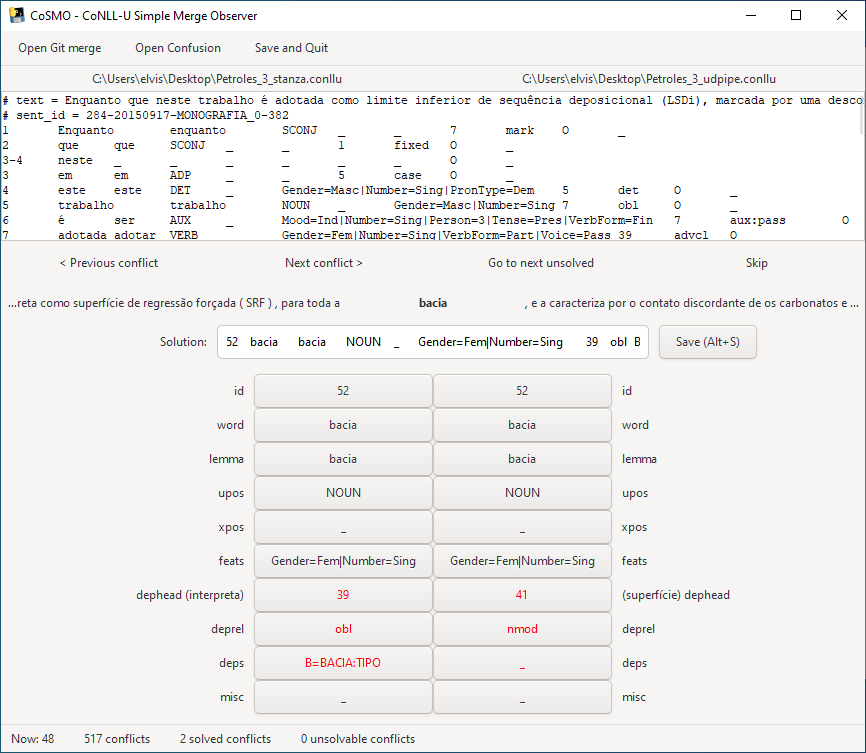 CoSMO - CoNLL-U Simple Merge Observer
Open Git merge Open Confusion Save and Quit
C:\Users\elvis\Desktop\Petroles_3_stanza.conllu C:\Users\elvis\Desktop\Petroles_3_udpipe.conllu
# text = Enquanto que neste trabalho é adotada como limite inferior de sequência deposicional (LSDi), marcada por uma desco
# sent_id = 284-20150917-MONOGRAFIA_0-382
1 Enquanto enquanto SCONJ _ _ 7 mark 0 _
2 que que SCONJ _ _ 1 fixed 0 _
3-4 neste _ _ _ _ _ _ 0 _
3 em em ADP _ _ 5 case 0 _
4 este este DET _ Gender=Masc|Number=Sing|PronType=Dem 5 det 0 _
5 trabalho trabalho NOUN _ Gender=Masc|Number=Sing 7 obl 0 _
6 é ser AUX _ Mood=Ind|Number=Sing|Person=3|Tense=Pres|VerbForm=Fin 7 aux:pass 0
7 adotada adotar VERB _ Gender=Fem|Number=Sing|VerbForm=Part|Voice=Pass 39 advcl 0
< Previous conflict Next conflict > Go to next unsolved Skip
...reta como superfície de regressão forçada ( SRF ) , para toda a bacia , e a caracteriza por o contato discordante de os carbonatos e ...
Solution: 52 bacia bacia NOUN _ Gender=Fem|Number=Sing 39 obl B Save (Alt+S)
id 52 52 id
word bacia bacia word
lemma bacia bacia lemma
upos NOUN NOUN upos
xpos _ _ xpos
feats Gender=Fem|Number=Sing Gender=Fem|Number=Sing feats
dephead (interpreta) 39 41 (superfície) dephead
deprel obl nmod deprel
deps B=BACIA:TIPO _ deps
misc _ _ misc
Now: 48 517 conflicts 2 solved conflicts 0 unsolvable conflicts